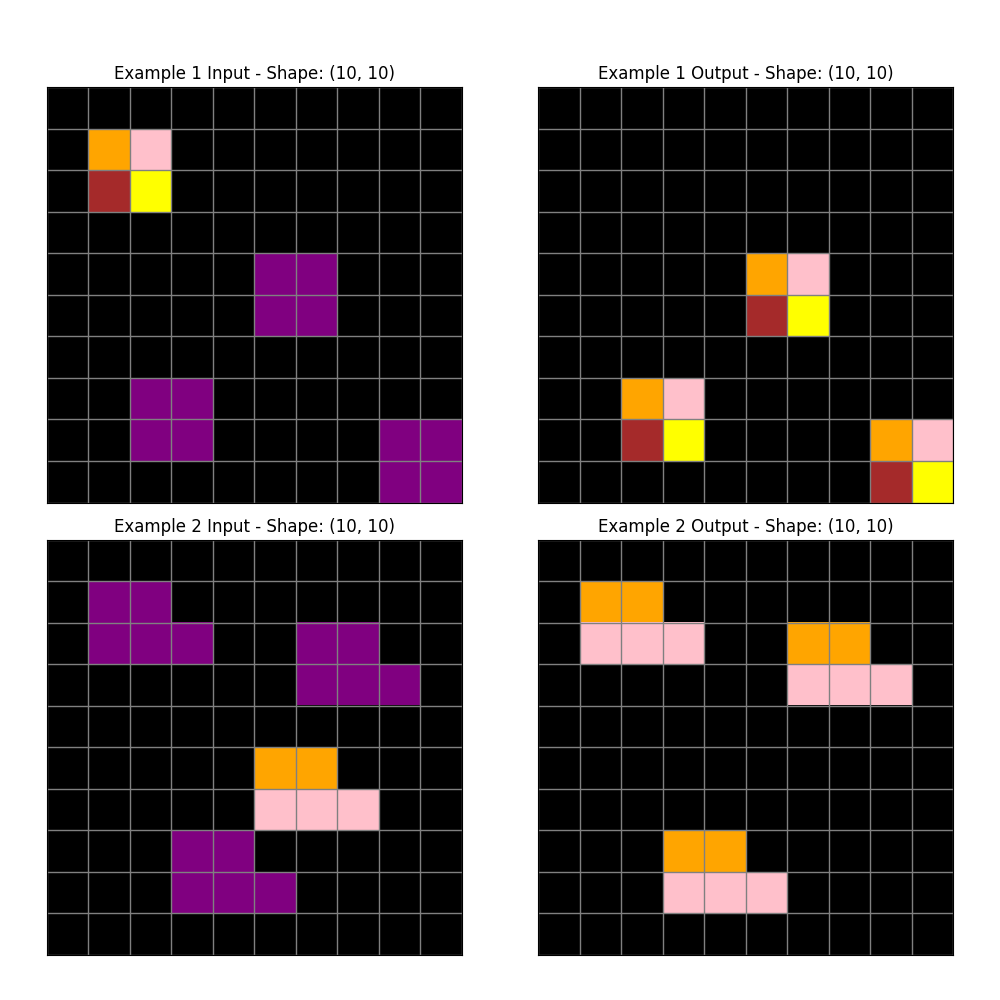 Example 1 Input - Shape: (10, 10)
Example 1 Output - Shape: (10, 10)
Example 2 Input - Shape: (10, 10)
Example 2 Output - Shape: (10, 10)